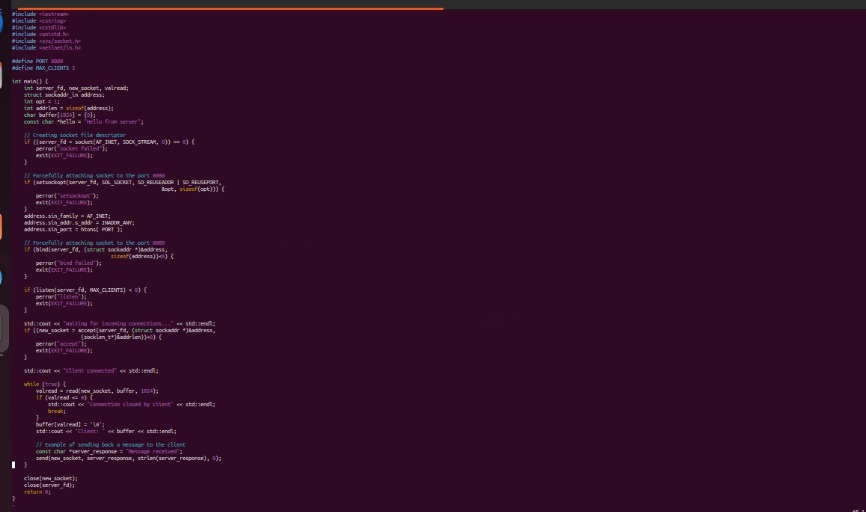 #include <iostream>
#include <cstring>
#include <cstdlib>
#include <unistd.h>
#include <sys/socket.h>
#include <netinet/in.h>
#define PORT 8080
#define MAX_CLIENTS 3
int main() {
int server_fd, new_socket, valread;
struct sockaddr_in address;
int opt = 1;
int addrlen = sizeof(address);
char buffer[1024] = {0};
const char *hello = "Hello from server";
// Creating socket file descriptor
if ((server_fd = socket(AF_INET, SOCK_STREAM, 0)) == 0) {
perror("socket failed");
exit(EXIT_FAILURE);
}
// Forcefully attaching socket to the port 8080
if (setsockopt(server_fd, SOL_SOCKET, SO_REUSEADDR | SO_REUSEPORT,
&opt, sizeof(opt))) {
perror("setsockopt");
exit(EXIT_FAILURE);
}
address.sin_family = AF_INET;
address.sin_addr.s_addr = INADDR_ANY;
address.sin_port = htons( PORT );
// Forcefully attaching socket to the port 8080
if (bind(server_fd, (struct sockaddr *)&address,
sizeof(address))<0) {
perror("bind failed");
exit(EXIT_FAILURE);
}
if (listen(server_fd, MAX_CLIENTS) < 0) {
perror("listen");
exit(EXIT_FAILURE);
}
std::cout << "Waiting for incoming connections..." << std::endl;
if ((new_socket = accept(server_fd, (struct sockaddr *)&address,
(socklen_t*)&addrlen))<0) {
perror("accept");
exit(EXIT_FAILURE);
}
std::cout << "Client connected" << std::endl;
while (true) {
valread = read(new_socket, buffer, 1024);
if (valread <= 0) {
std::cout << "Connection closed by client" << std::endl;
break;
}
buffer[valread] = '\0';
std::cout << "Client: " << buffer << std::endl;
// Example of sending back a message to the client
const char *server_response = "Message received";
send(new_socket, server_response, strlen(server_response), 0);
}
close(new_socket);
close(server_fd);
return 0;
}